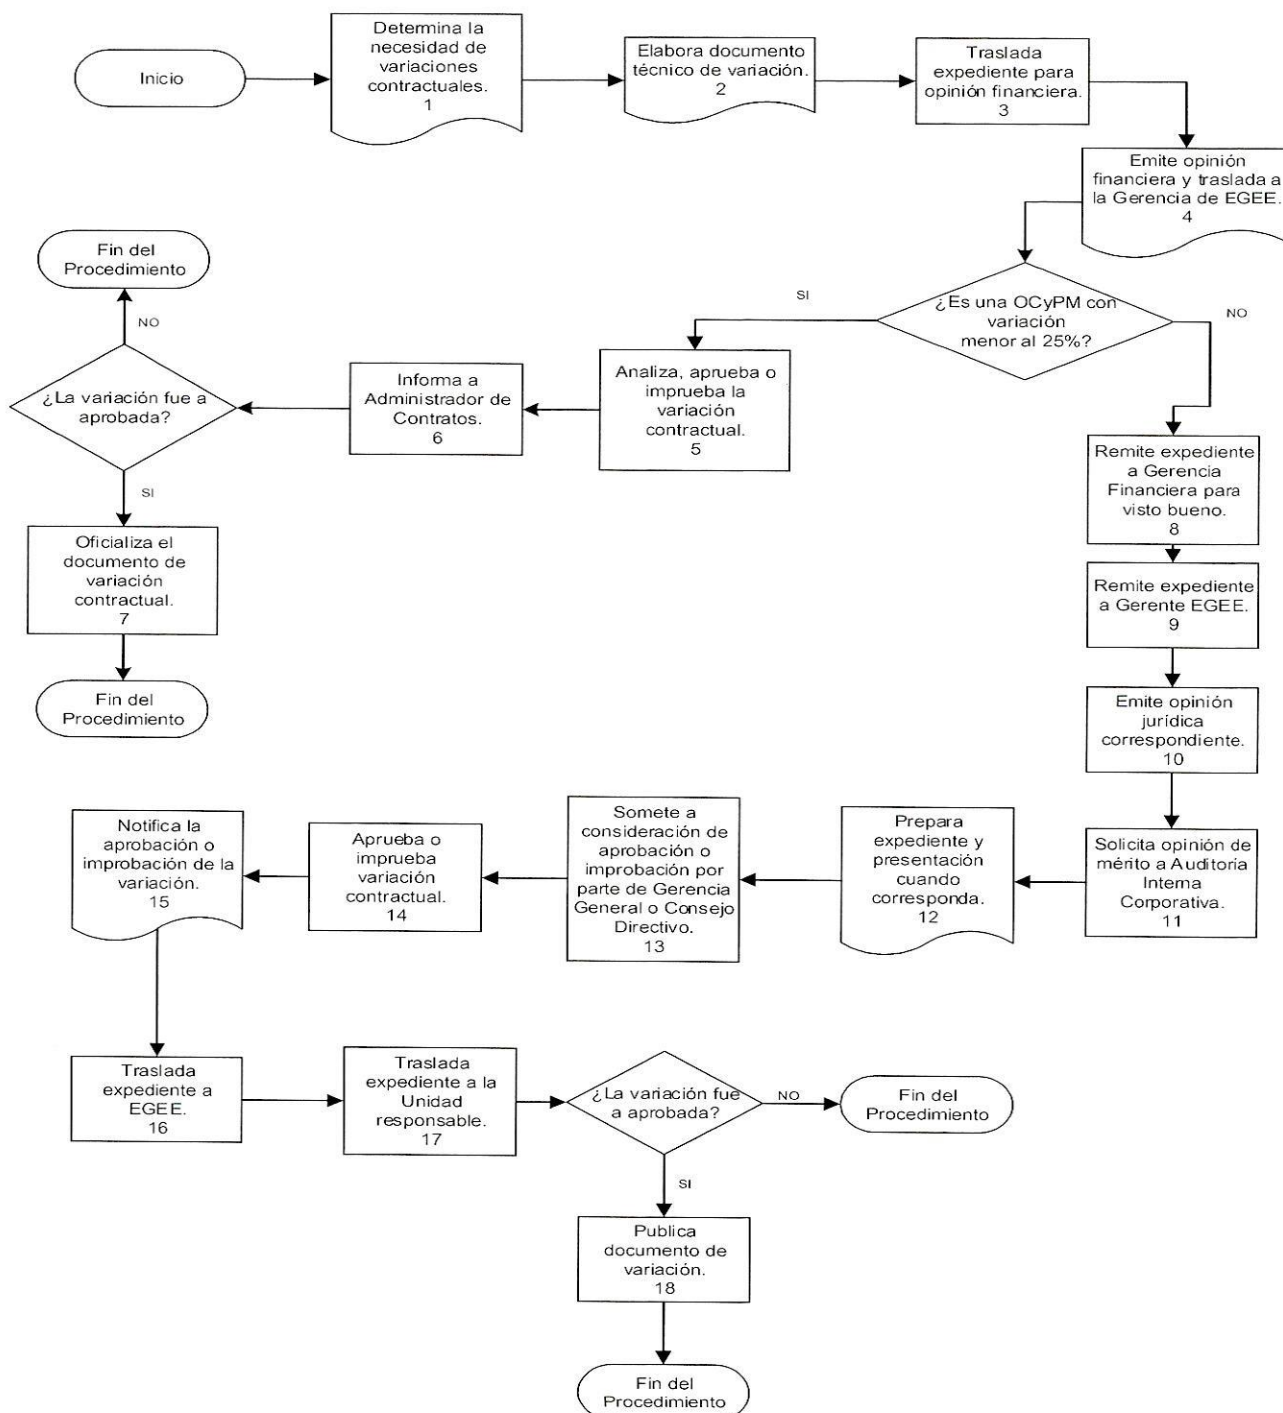 Inicio
Determina la
necesidad de
variaciones
contractuales.
1
Elabora documento
técnico de variación.
2
Traslada
expediente para
opinión financiera.
3
Emite opinión
financiera y traslada a
la Gerencia de EGEE.
4
¿Es una OCyPM con
variación
menor al 25%?
SI
NO
Analiza, aprueba o
imprueba la
variación
contractual.
5
Informa a
Administrador de
Contratos.
6
¿La variación fue a
aprobada?
NO
Fin del
Procedimiento
SI
Oficializa el
documento de
variación
contractual.
7
Fin del
Procedimiento
Remite expediente
a Gerencia
Financiera para
visto bueno.
8
Remite expediente
a Gerente EGEE.
9
Emite opinión
jurídica
correspondiente.
10
Solicita opinión de
mérito a Auditoría
Interna
Corporativa.
11
Prepara
expediente y
presentación
cuando
corresponda.
12
Somete a
consideración de
aprobación o
improbación por
parte de Gerencia
General o Consejo
Directivo.
13
Aprueba o
imprueba
variación
contractual.
14
Notifica la
aprobación o
improbación de la
variación.
15
Traslada
expediente a
EGEE.
16
Traslada
expediente a la
Unidad
responsable.
17
¿La variación fue
a aprobada?
NO
Fin del
Procedimiento
SI
Publica
documento de
variación.
18
Fin del
Procedimiento